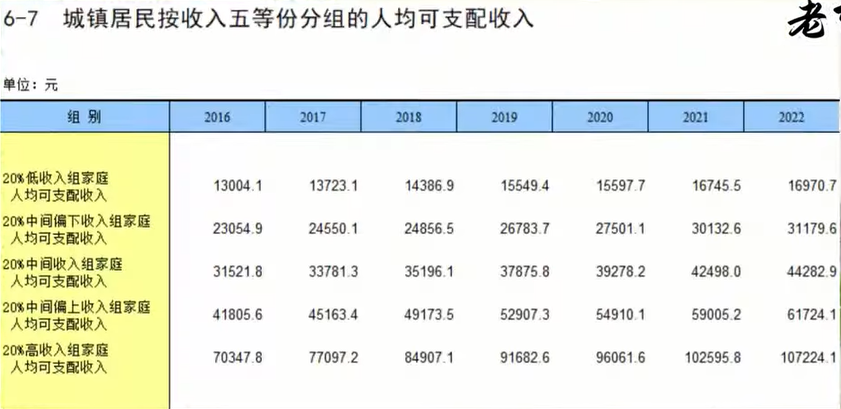 6-7 城镇居民按收入五等份分组的人均可支配收入
老
单位：元
组 别 2016 2017 2018 2019 2020 2021 2022
20%低收入组家庭
人均可支配收入 13004.1 13723.1 14386.9 15549.4 15597.7 16745.5 16970.7
20%中间偏下收入组家庭
人均可支配收入 23054.9 24550.1 24856.5 26783.7 27501.1 30132.6 31179.6
20%中间收入组家庭
人均可支配收入 31521.8 33781.3 35196.1 37875.8 39278.2 42498.0 44282.9
20%中间偏上收入组家庭
人均可支配收入 41805.6 45163.4 49173.5 52907.3 54910.1 59005.2 61724.1
20%高收入组家庭
人均可支配收入 70347.8 77097.2 84907.1 91682.6 96061.6 102595.8 107224.1